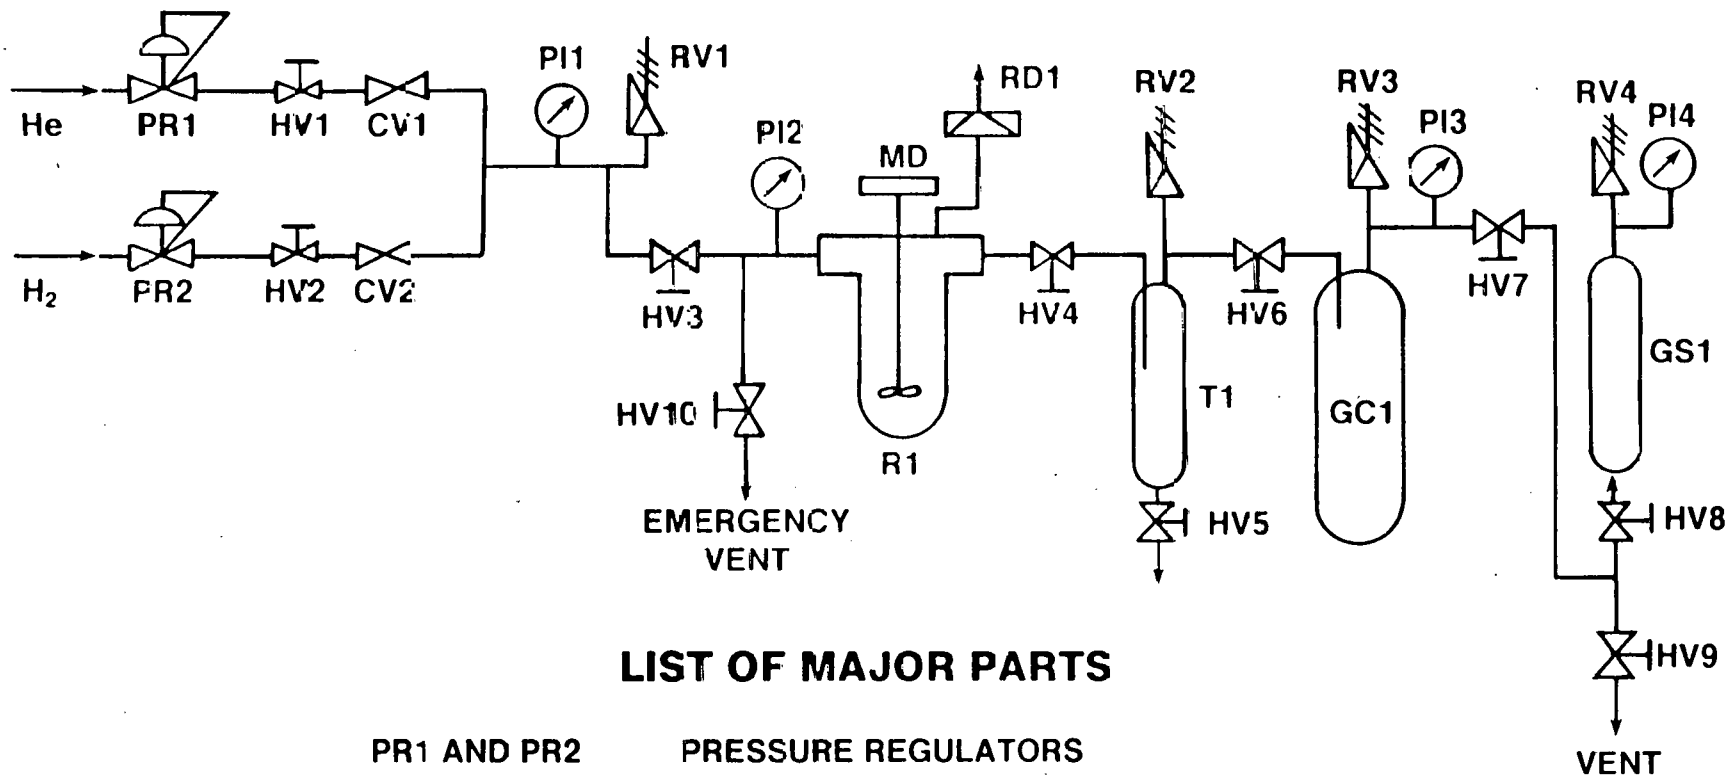 He
PR1
HV1
CV1
PI1
RV1
H2
PR2
HV2
CV2
HV3
PI2
MD
RD1
HV10
EMERGENCY
VENT
R1
HV4
RV2
T1
HV5
HV6
RV3
GC1
PI3
HV7
RV4
PI4
GS1
HV8
HV9
VENT
LIST OF MAJOR PARTS
PR1 AND PR2 PRESSURE REGULATORS